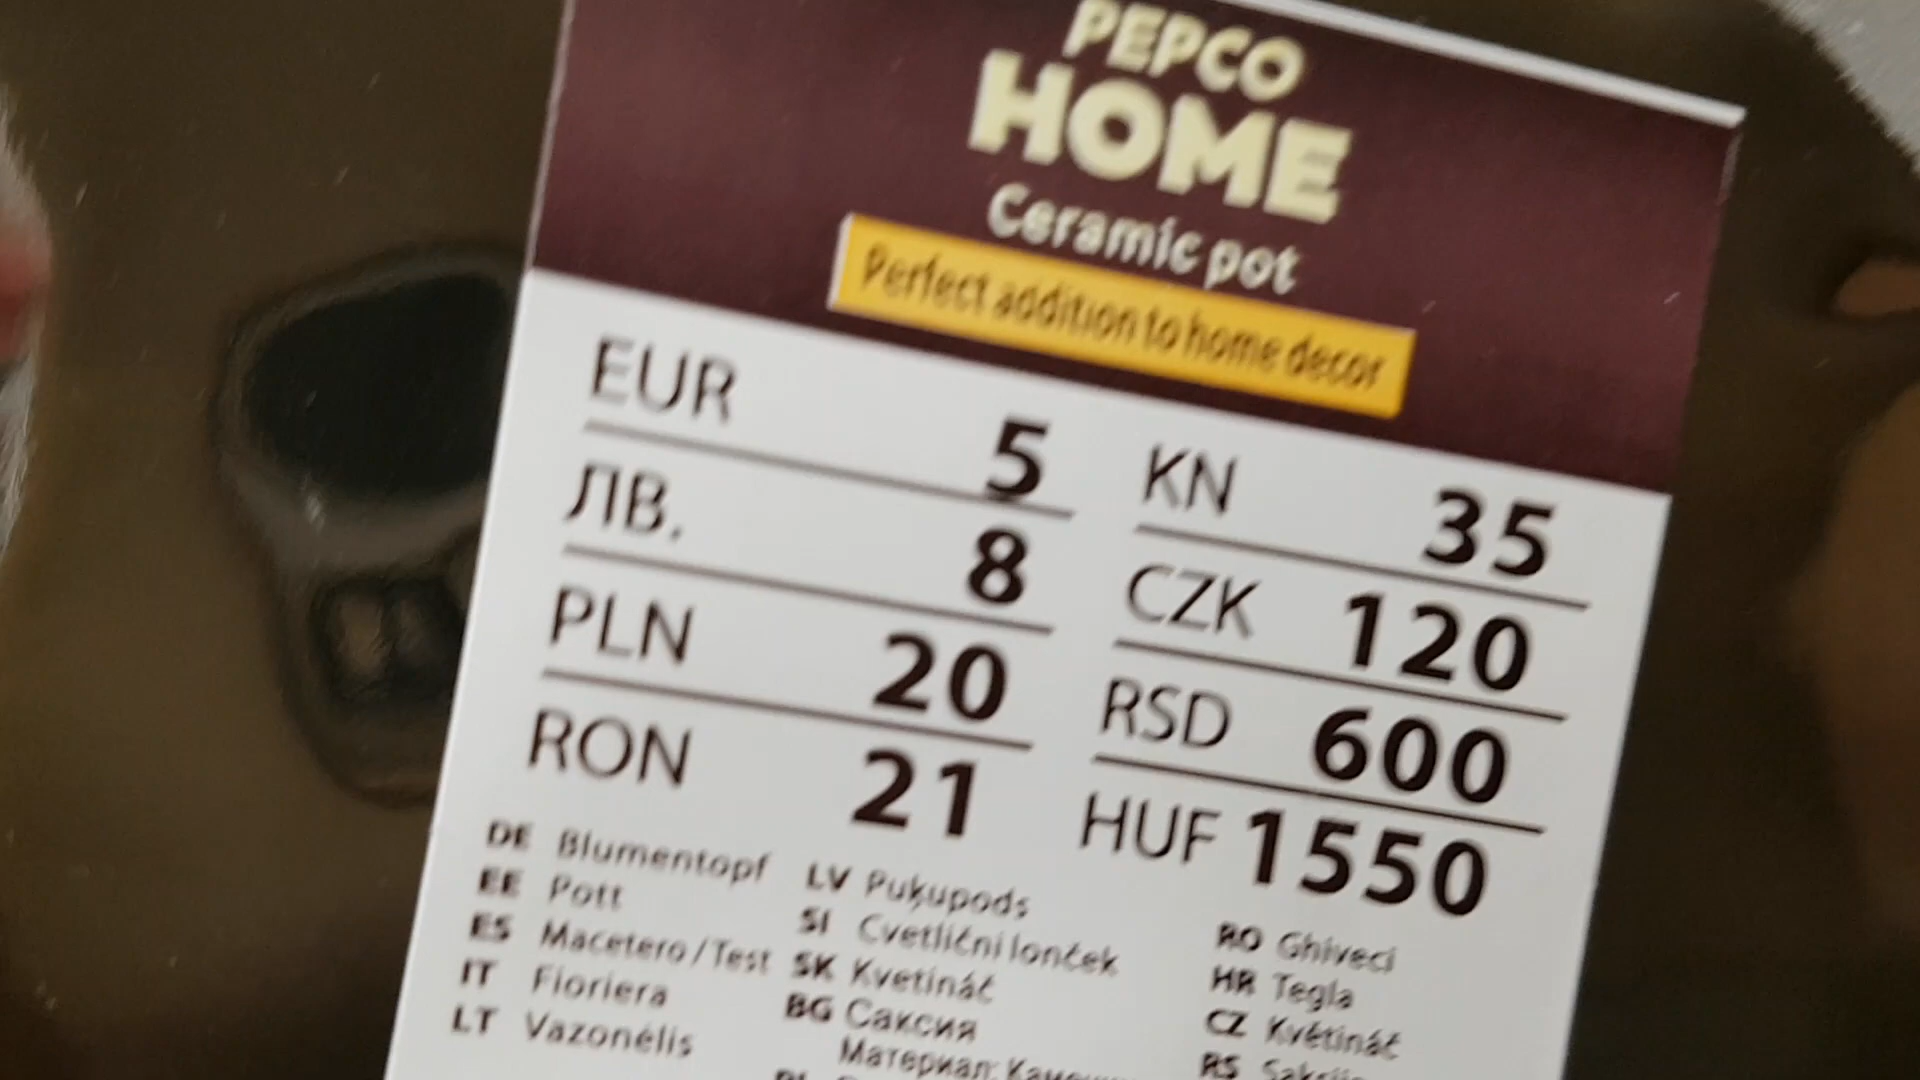 PEPCO
HOME
Ceramic pot
Perfect addition to home decor
EUR 5
ЛВ. 8
PLN 20
RON 21
KN 35
CZK 120
RSD 600
HUF 1550
DE Blumentopf
EE Pott
ES Macetero / Test
IT Fioriera
LT Vazonėlis
LV Puķupods
SI Cvetlični lonček
SK Kvetináč
BG Саксия
Материал:
RO Ghiveci
HR Tegla
CZ Květináč
RS